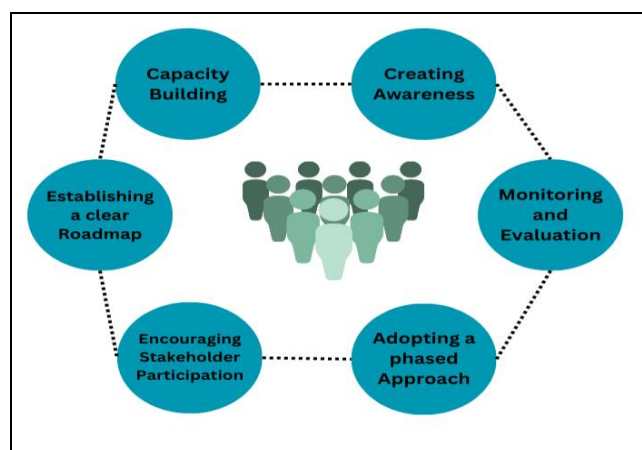 Capacity
Building
Creating
Awareness
Establishing
a clear
Roadmap
Monitoring
and
Evaluation
Encouraging
Stakeholder
Participation
Adopting a
phased
Approach